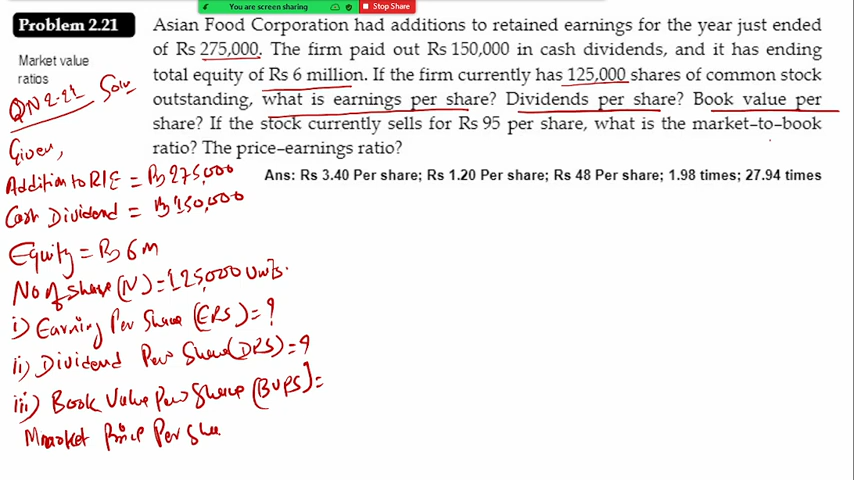 You are screen sharing
Stop Share
Problem 2.21
Market value
ratios
Asian Food Corporation had additions to retained earnings for the year just ended
of Rs 275,000. The firm paid out Rs 150,000 in cash dividends, and it has ending
total equity of Rs 6 million. If the firm currently has 125,000 shares of common stock
outstanding, what is earnings per share? Dividends per share? Book value per
share? If the stock currently sells for Rs 95 per share, what is the market–to–book
ratio? The price–earnings ratio?
Ans: Rs 3.40 Per share; Rs 1.20 Per share; Rs 48 Per share; 1.98 times; 27.94 times
QN 2.21 Soln
Given,
Addition to R/E = Rs 275,000
Cash Dividend = Rs 150,000
Equity = Rs 6 M
No of share (N) = 125,000 units.
i) Earning Per Share (EPS) = ?
ii) Dividend Per Share (DPS) = ?
iii) Book Value Per Share (BVPS) =
Mmarket Price Per Sha